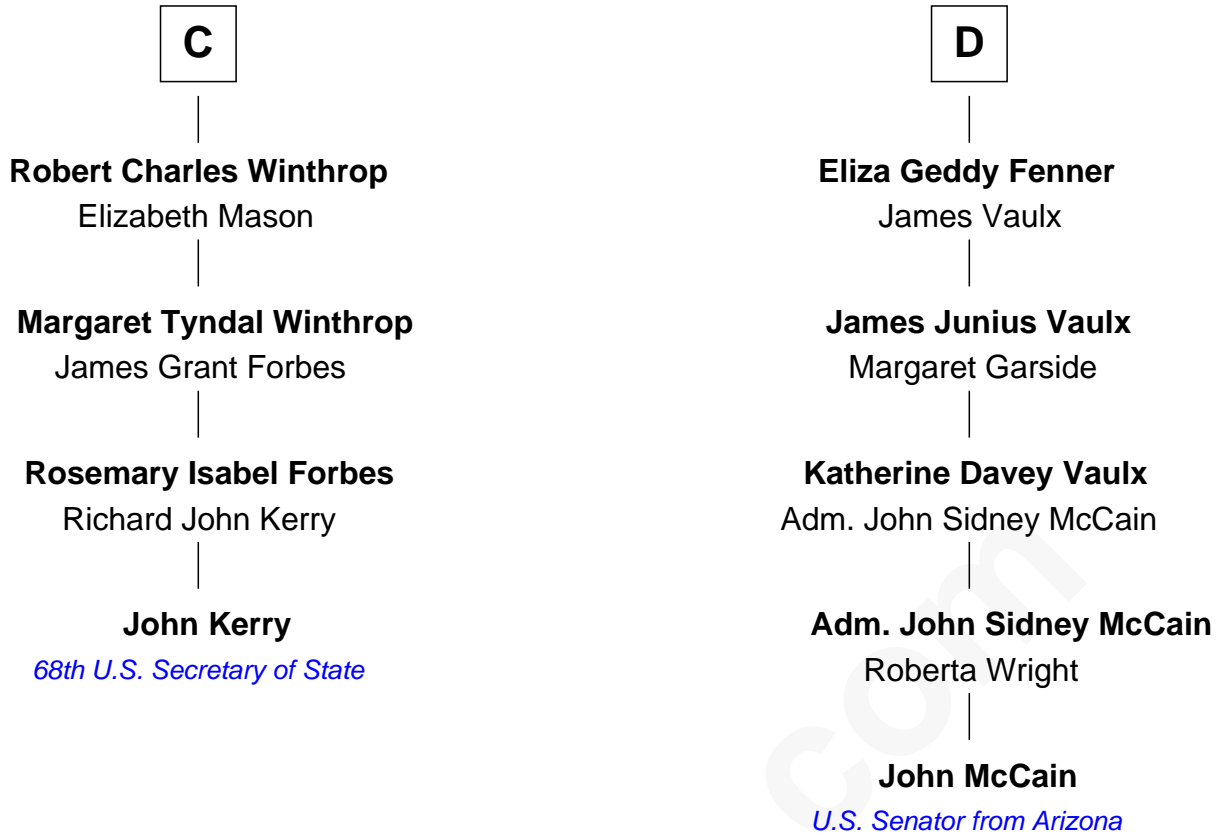 C
Robert Charles Winthrop
Elizabeth Mason
Margaret Tyndal Winthrop
James Grant Forbes
Rosemary Isabel Forbes
Richard John Kerry
John Kerry
68th U.S. Secretary of State
D
Eliza Geddy Fenner
James Vaulx
James Junius Vaulx
Margaret Garside
Katherine Davey Vaulx
Adm. John Sidney McCain
Adm. John Sidney McCain
Roberta Wright
John McCain
U.S. Senator from Arizona
com